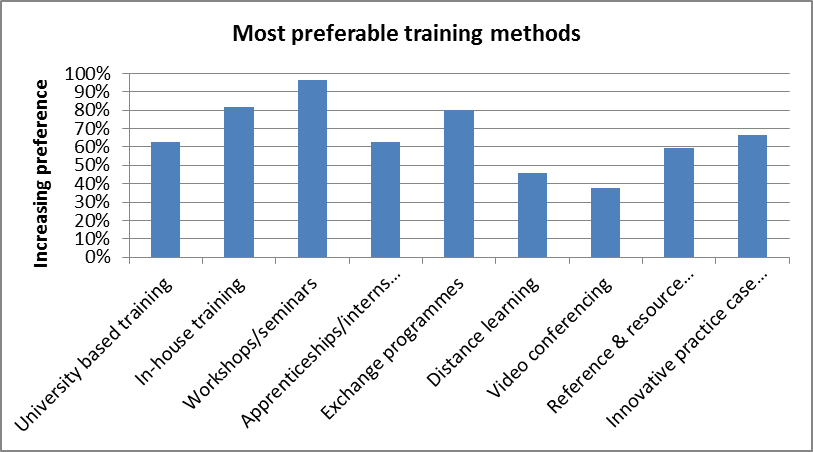 Most preferable training methods
Increasing preference
100%
90%
80%
70%
60%
50%
40%
30%
20%
10%
0%
University based training
In-house training
Workshops/seminars
Apprenticeships/interns...
Exchange programmes
Distance learning
Video conferencing
Reference & resource...
Innovative practice case...